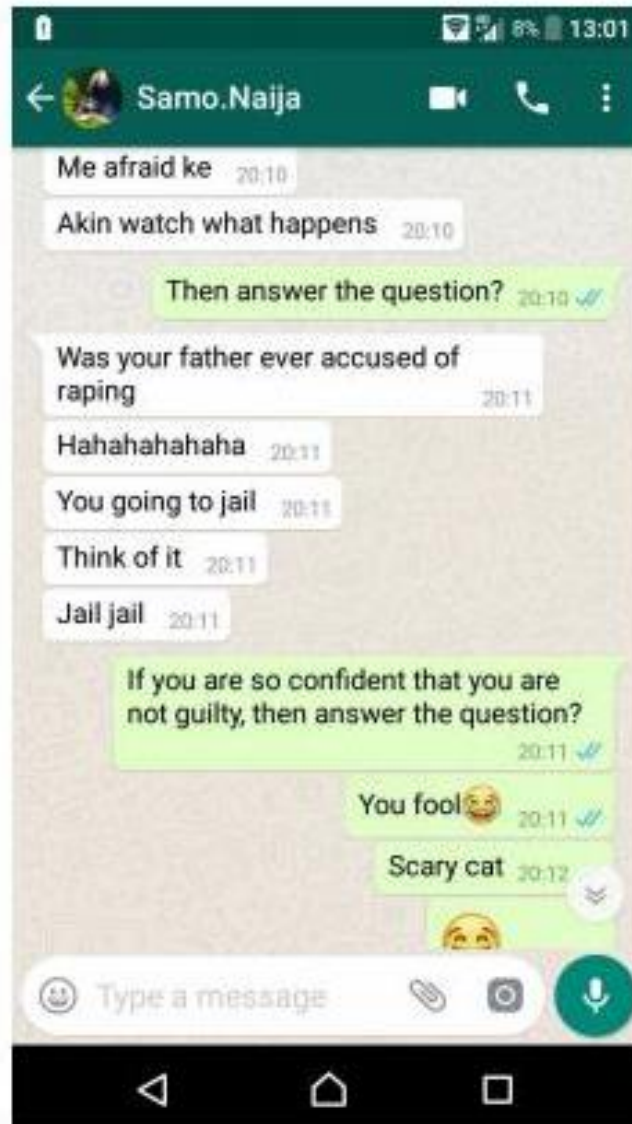 8% 13:01
Samo.Naija
Me afraid ke 20:10
Akin watch what happens 20:10
Then answer the question? 20:10
Was your father ever accused of
raping 20:11
Hahahahahaha 20:11
You going to jail 20:11
Think of it 20:11
Jail jail 20:11
If you are so confident that you are
not guilty, then answer the question?
20:11
You fool😂 20:11
Scary cat 20:12
Type a message